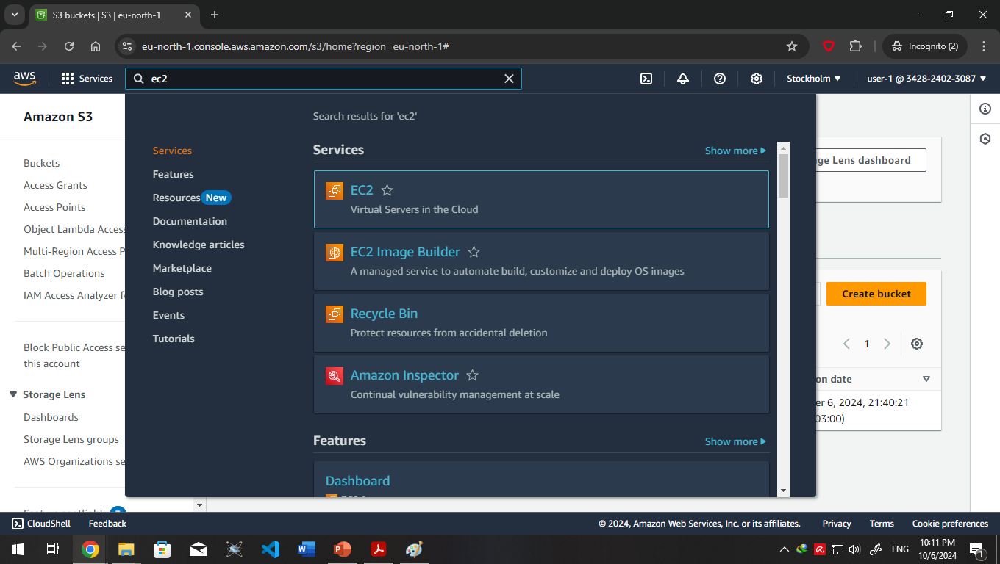 S3 buckets | S3 | eu-north-1
eu-north-1.console.aws.amazon.com/s3/home?region=eu-north-1#
Incognito (2)
aws
Services
ec2
Stockholm
user-1 @ 3428-2402-3087
Amazon S3
Buckets
Access Grants
Access Points
Object Lambda Access
Multi-Region Access P
Batch Operations
IAM Access Analyzer f
Block Public Access se
this account
Storage Lens
Dashboards
Storage Lens groups
AWS Organizations se
Search results for 'ec2'
Services
Features
Resources New
Documentation
Knowledge articles
Marketplace
Blog posts
Events
Tutorials
Services
Show more
EC2
Virtual Servers in the Cloud
EC2 Image Builder
A managed service to automate build, customize and deploy OS images
Recycle Bin
Protect resources from accidental deletion
Amazon Inspector
Continual vulnerability management at scale
Features
Show more
Dashboard
ge Lens dashboard
Create bucket
1
on date
er 6, 2024, 21:40:21
03:00)
CloudShell
Feedback
© 2024, Amazon Web Services, Inc. or its affiliates.
Privacy
Terms
Cookie preferences
ENG
10:11 PM
10/6/2024
1